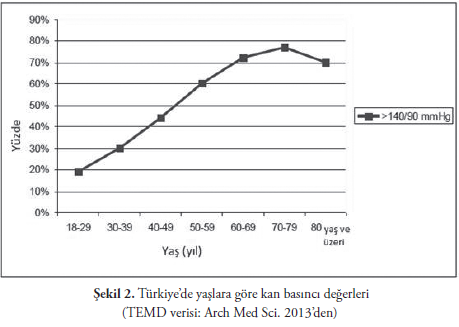 90%
80%
70%
60%
50%
40%
30%
20%
10%
0%
Yüzde
18-29 30-39 40-49 50-59 60-69 70-79 80 yaş ve
üzeri
Yaş (yıl)
>140/90 mmHg
Şekil 2. Türkiye'de yaşlara göre kan basıncı değerleri
(TEMD verisi: Arch Med Sci. 2013'den)